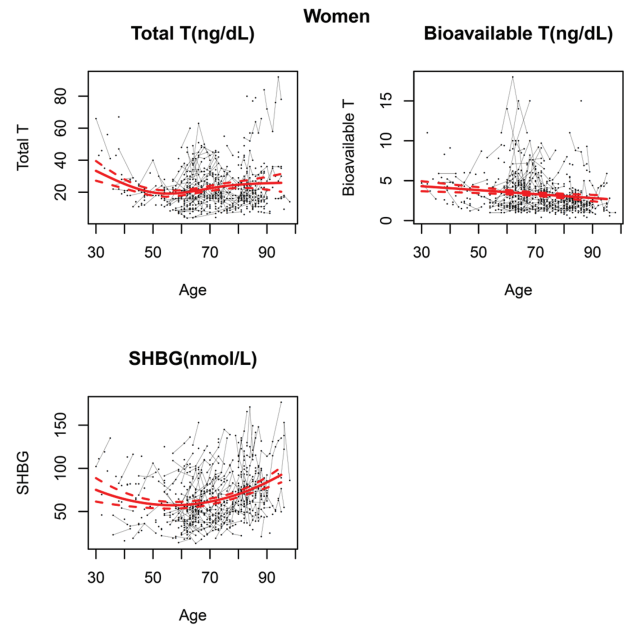 Women
Total T(ng/dL)
Bioavailable T(ng/dL)
Total T
80
60
40
20
30 50 70 90
Age
Bioavailable T
15
10
5
0
30 50 70 90
Age
SHBG(nmol/L)
SHBG
150
100
50
30 50 70 90
Age